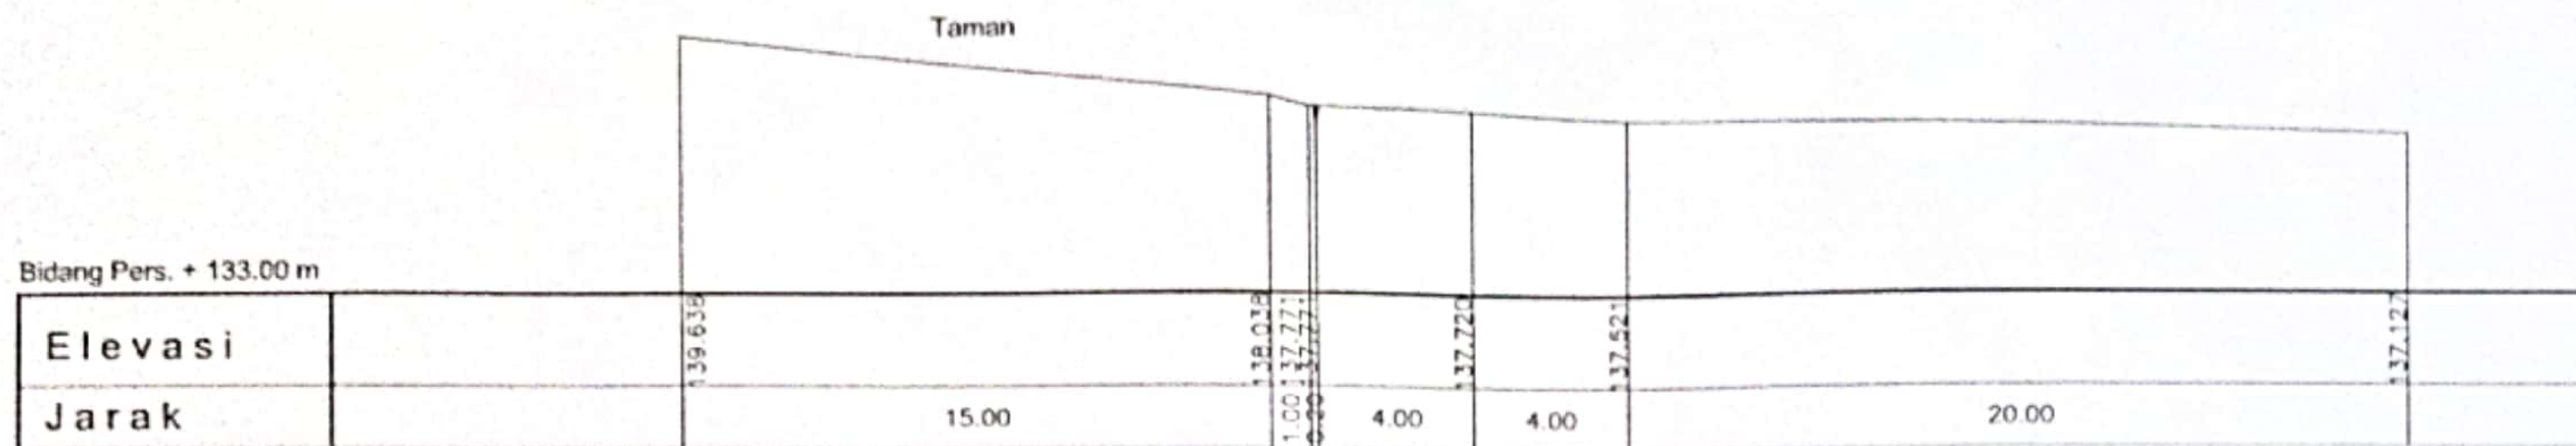 Taman
Bidang Pers. + 133.00 m
Elevasi 139.638 138.038 137.771 137.720 137.521 137.127
Jarak 15.00 1.00 4.00 4.00 20.00